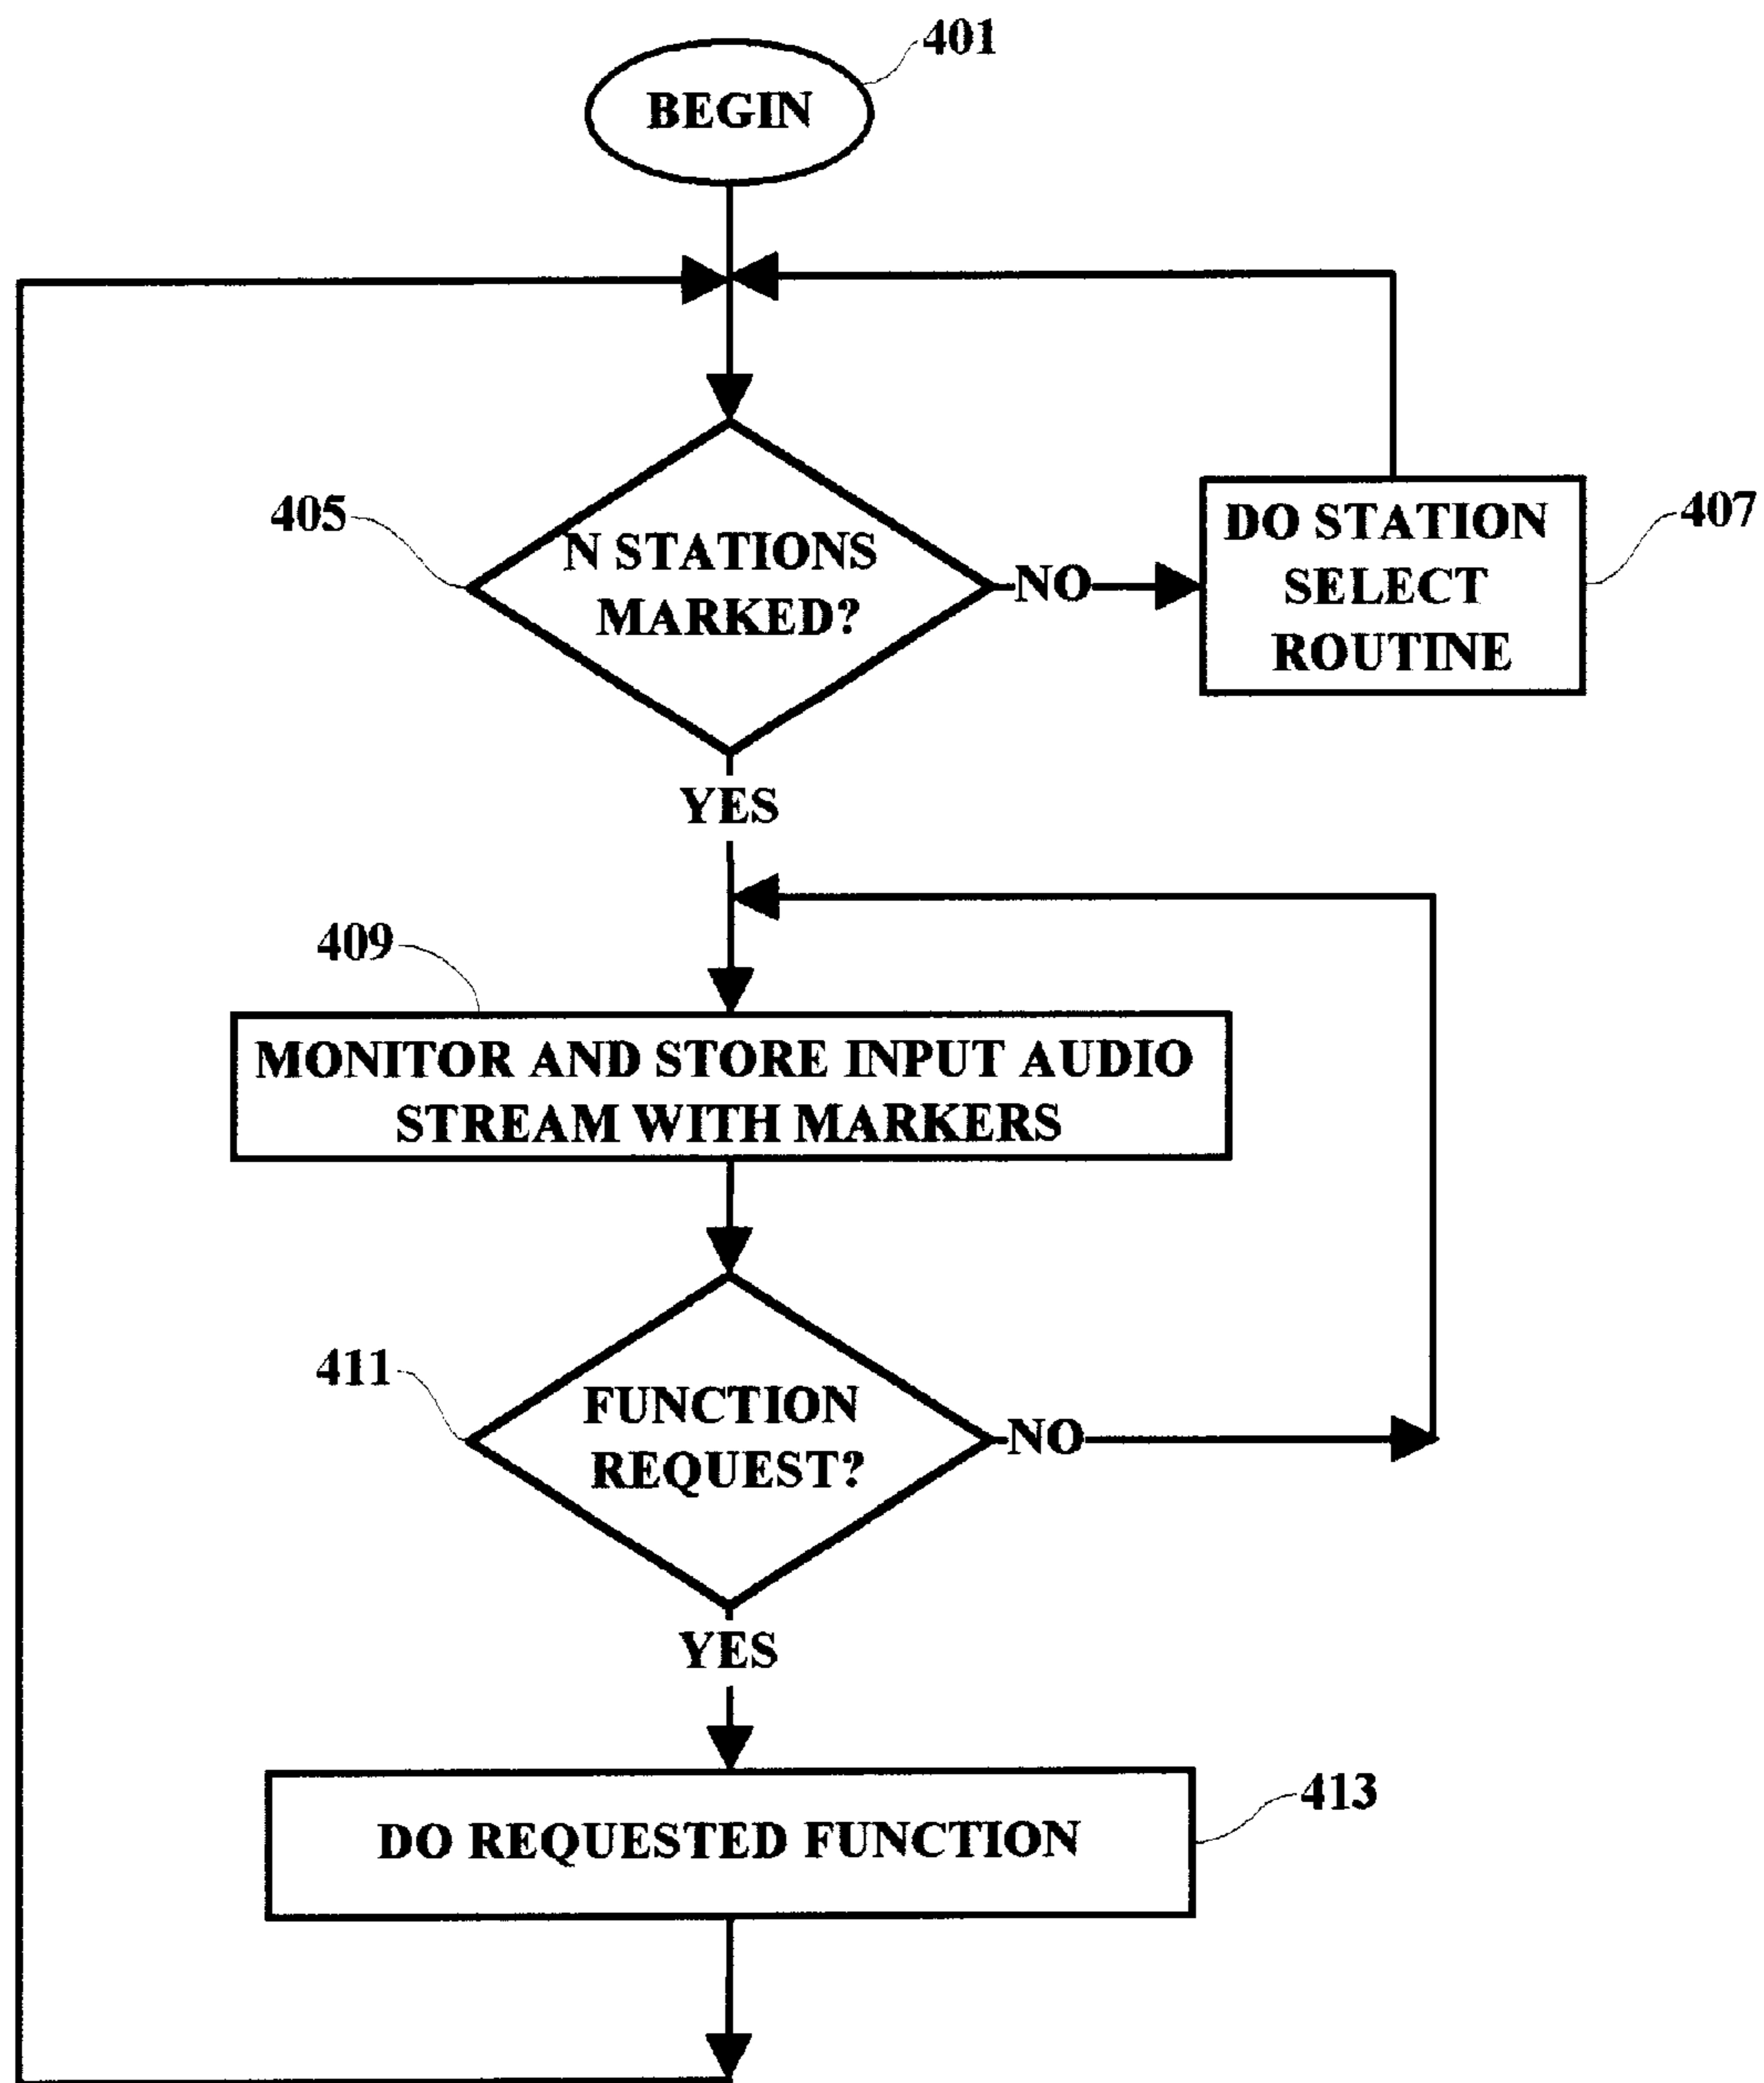 401
BEGIN
405
N STATIONS
MARKED?
NO
DO STATION
SELECT
ROUTINE
407
YES
409
MONITOR AND STORE INPUT AUDIO
STREAM WITH MARKERS
411
FUNCTION
REQUEST?
NO
YES
413
DO REQUESTED FUNCTION